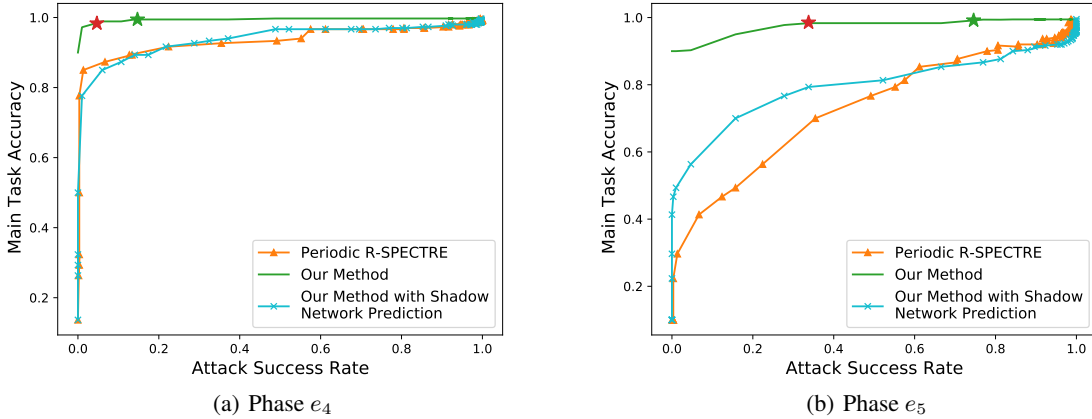 Main Task Accuracy
1.0
0.8
0.6
0.4
0.2
Periodic R-SPECTRE
Our Method
Our Method with Shadow
Network Prediction
0.0
0.2
0.4
0.6
0.8
1.0
Attack Success Rate
(a) Phase e4
Main Task Accuracy
1.0
0.8
0.6
0.4
0.2
Periodic R-SPECTRE
Our Method
Our Method with Shadow
Network Prediction
0.0
0.2
0.4
0.6
0.8
1.0
Attack Success Rate
(b) Phase e5